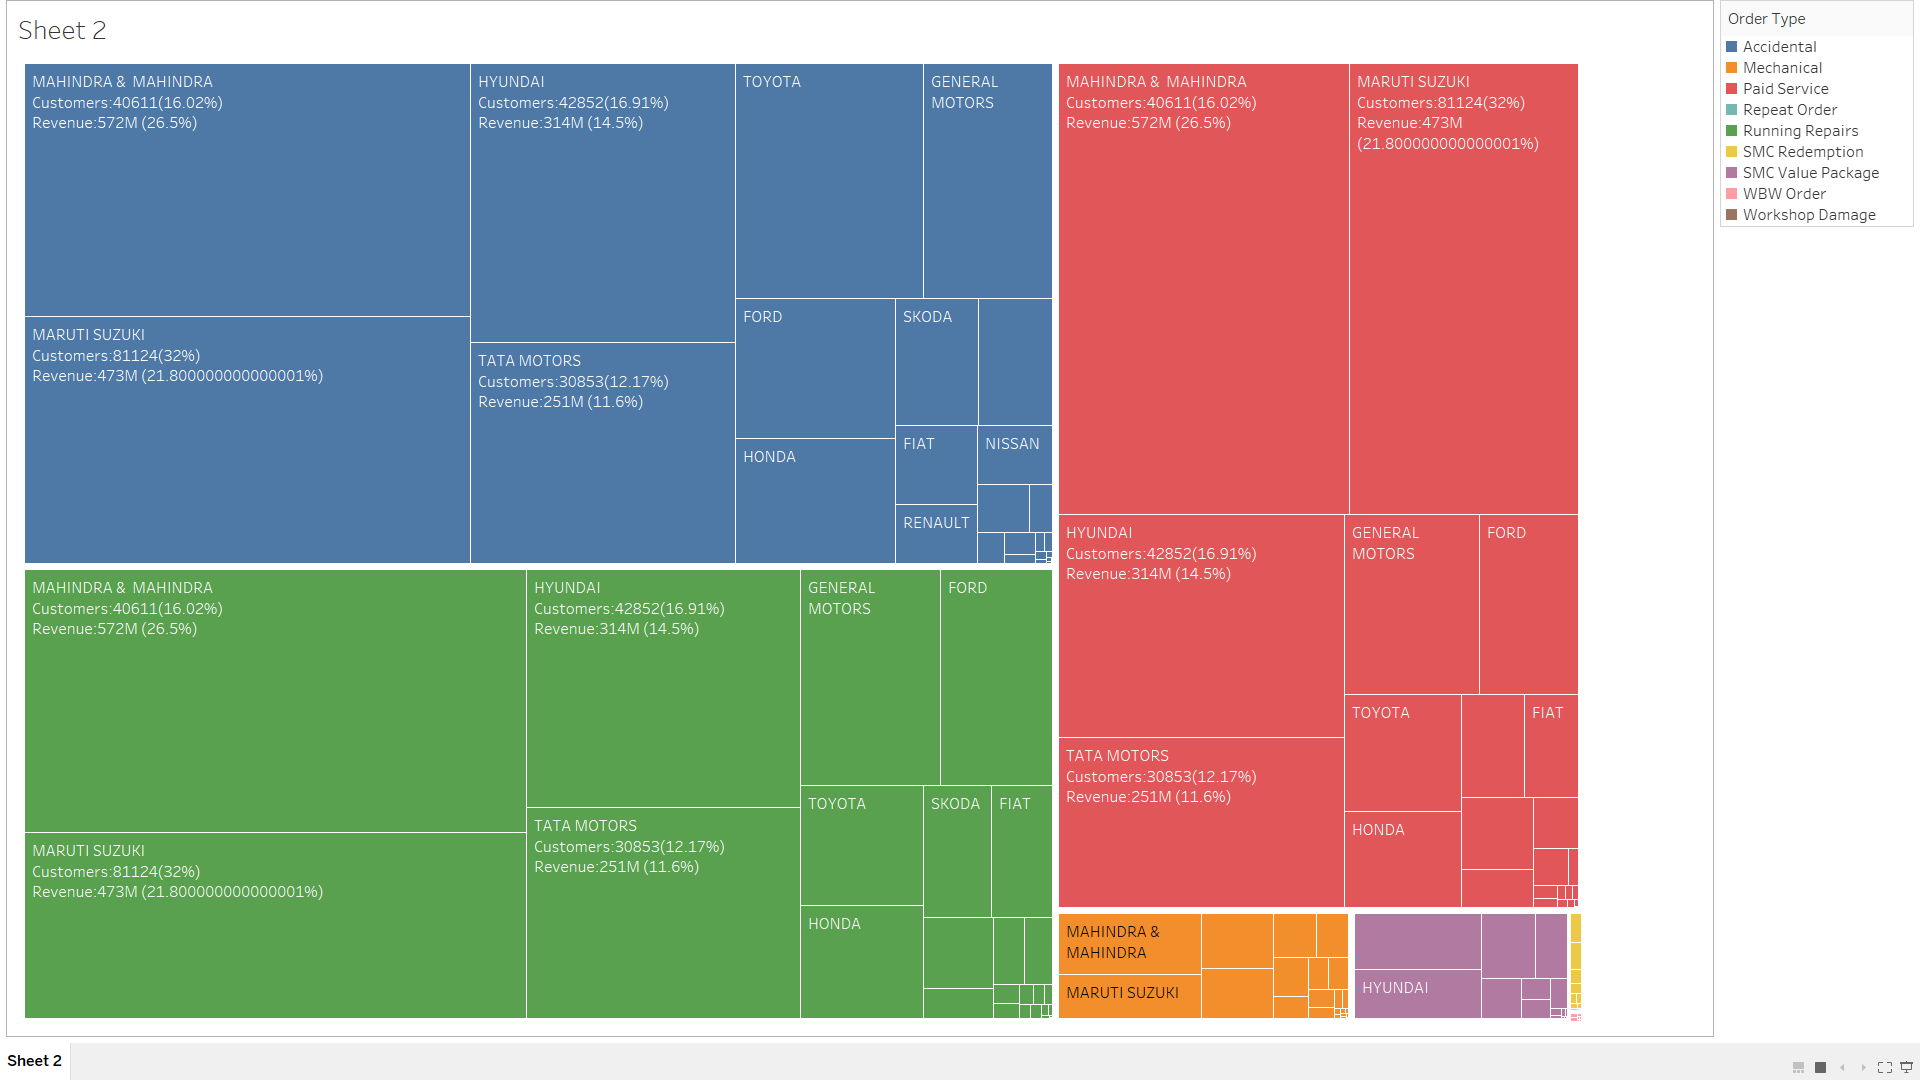 Sheet 2
MAHINDRA & MAHINDRA
Customers:40611(16.02%)
Revenue:572M (26.5%)
HYUNDAI
Customers:42852(16.91%)
Revenue:314M (14.5%)
TOYOTA
GENERAL
MOTORS
MARUTI SUZUKI
Customers:81124(32%)
Revenue:473M (21.800000000000001%)
TATA MOTORS
Customers:30853(12.17%)
Revenue:251M (11.6%)
FORD
SKODA
HONDA
FIAT
NISSAN
RENAULT
MAHINDRA & MAHINDRA
Customers:40611(16.02%)
Revenue:572M (26.5%)
MARUTI SUZUKI
Customers:81124(32%)
Revenue:473M
(21.800000000000001%)
HYUNDAI
Customers:42852(16.91%)
Revenue:314M (14.5%)
GENERAL
MOTORS
FORD
TATA MOTORS
Customers:30853(12.17%)
Revenue:251M (11.6%)
TOYOTA
FIAT
HONDA
MAHINDRA & MAHINDRA
Customers:40611(16.02%)
Revenue:572M (26.5%)
HYUNDAI
Customers:42852(16.91%)
Revenue:314M (14.5%)
GENERAL
MOTORS
FORD
MARUTI SUZUKI
Customers:81124(32%)
Revenue:473M (21.800000000000001%)
TATA MOTORS
Customers:30853(12.17%)
Revenue:251M (11.6%)
TOYOTA
SKODA
FIAT
HONDA
MAHINDRA &
MAHINDRA
MARUTI SUZUKI
HYUNDAI
Order Type
Accidental
Mechanical
Paid Service
Repeat Order
Running Repairs
SMC Redemption
SMC Value Package
WBW Order
Workshop Damage
Sheet 2